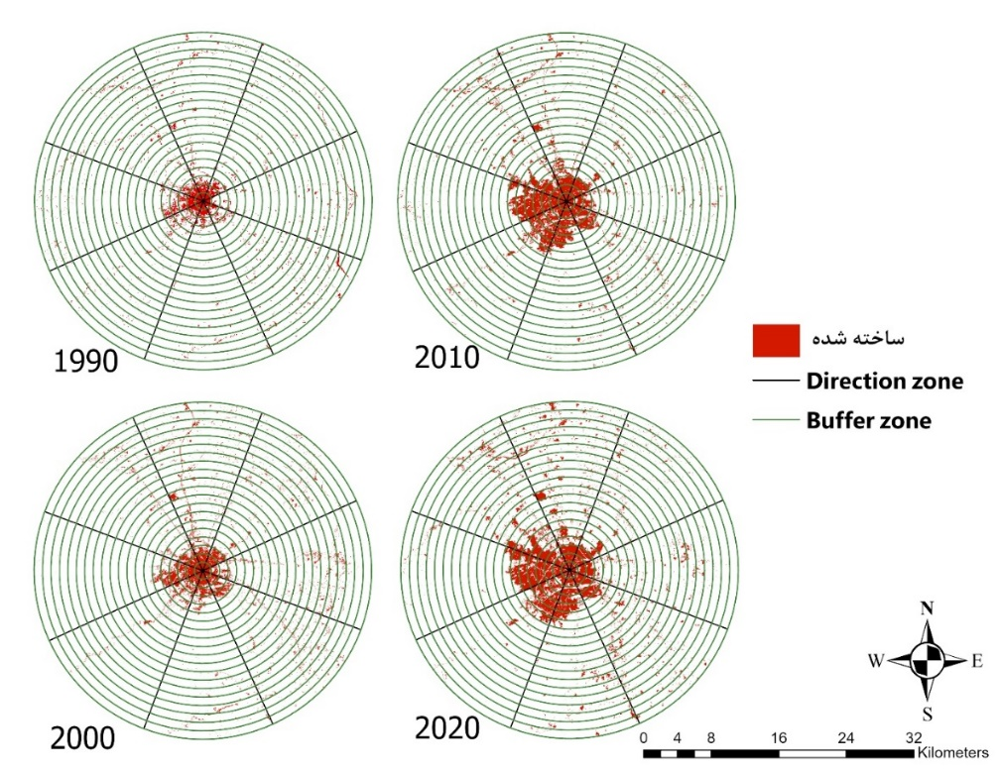 1990
2010
ساخته شده
Direction zone
Buffer zone
2000
2020
N
W E
S
0 4 8 16 24 32
Kilometers